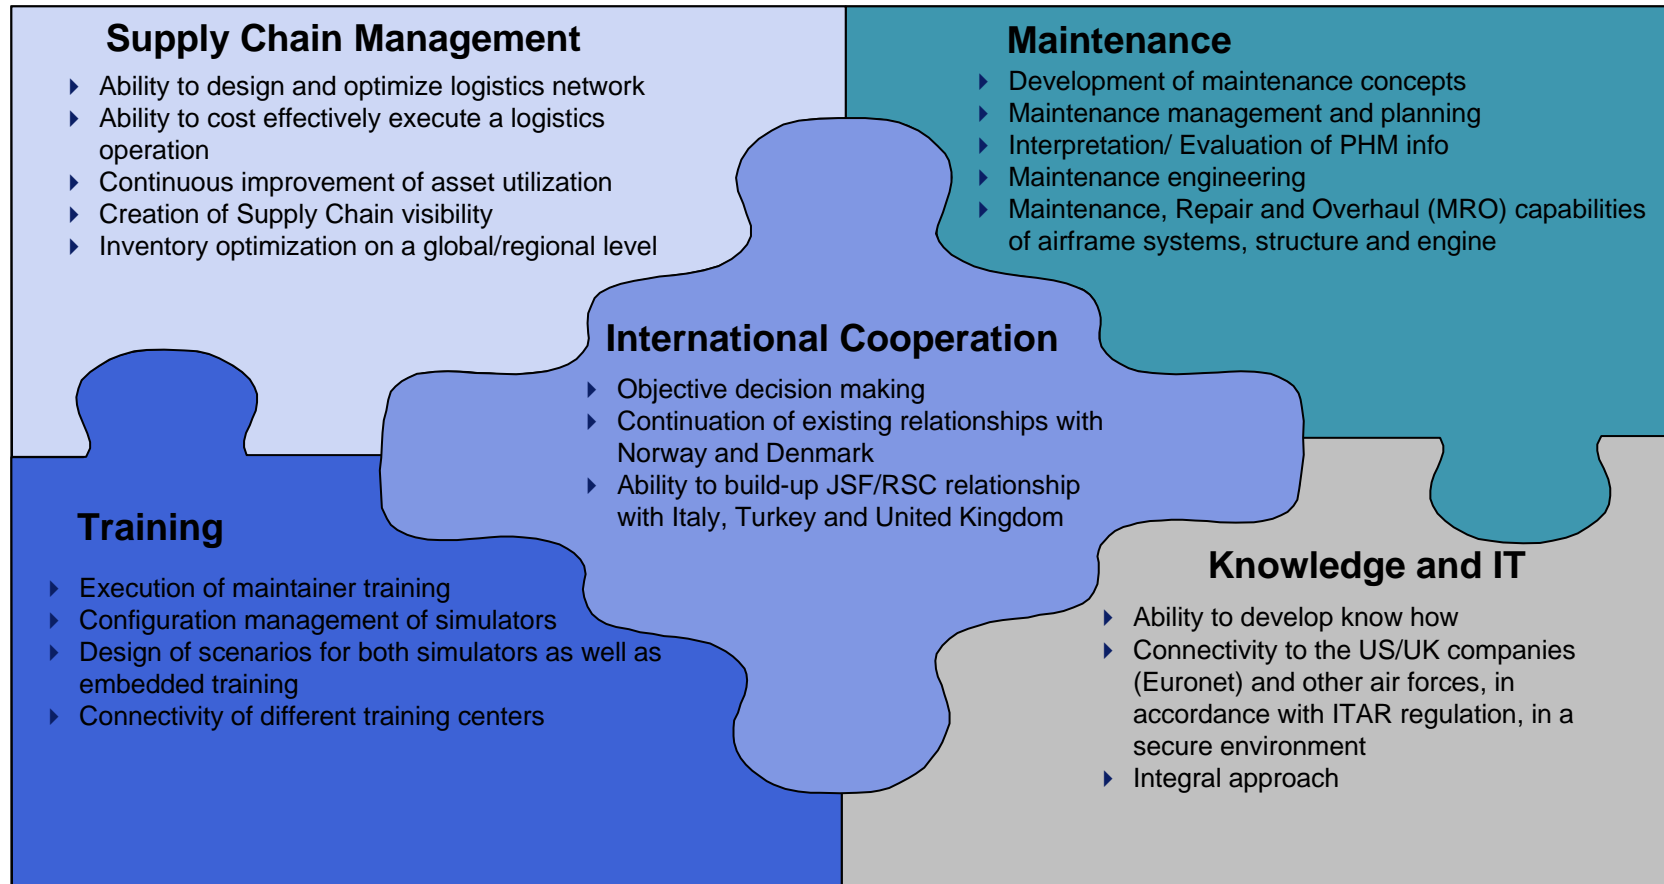 Supply Chain Management
Ability to design and optimize logistics network
Ability to cost effectively execute a logistics
operation
Continuous improvement of asset utilization
Creation of Supply Chain visibility
Inventory optimization on a global/regional level
Maintenance
Development of maintenance concepts
Maintenance management and planning
Interpretation/ Evaluation of PHM info
Maintenance engineering
Maintenance, Repair and Overhaul (MRO) capabilities
of airframe systems, structure and engine
International Cooperation
Objective decision making
Continuation of existing relationships with
Norway and Denmark
Ability to build-up JSF/RSC relationship
with Italy, Turkey and United Kingdom
Training
Execution of maintainer training
Configuration management of simulators
Design of scenarios for both simulators as well as
embedded training
Connectivity of different training centers
Knowledge and IT
Ability to develop know how
Connectivity to the US/UK companies
(Euronet) and other air forces, in
accordance with ITAR regulation, in a
secure environment
Integral approach